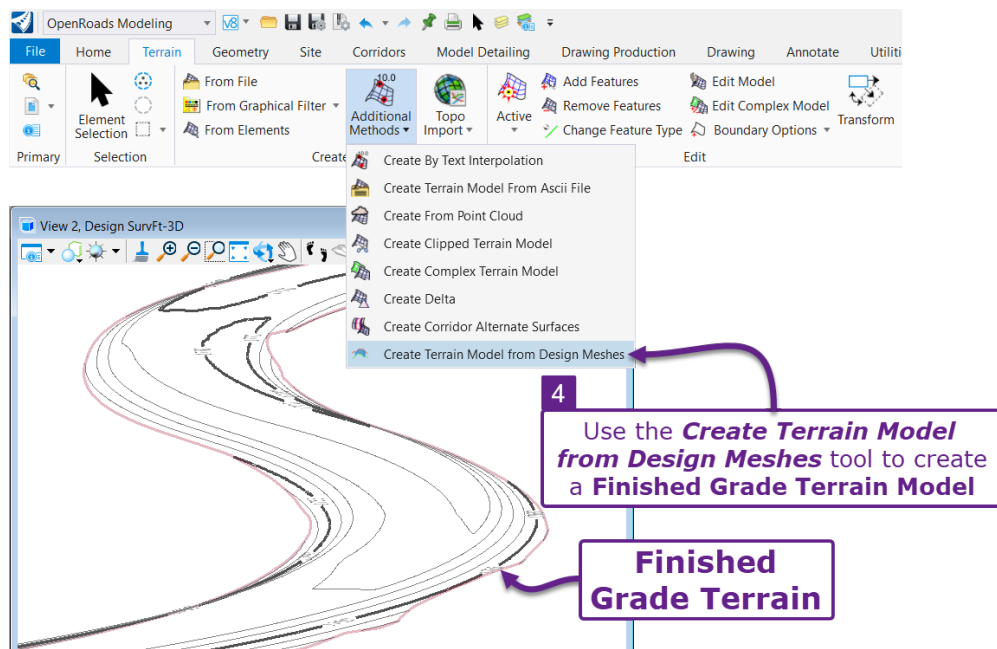 OpenRoads Modeling
File Home Terrain Geometry Site Corridors Model Detailing Drawing Production Drawing Annotate Utiliti
From File
From Graphical Filter
From Elements
Element
Selection
10.0
Additional
Methods
Topo
Import
Active
Add Features
Remove Features
Change Feature Type
Edit Model
Edit Complex Model
Boundary Options
Transform
Primary Selection Create Edit
Create By Text Interpolation
Create Terrain Model From Ascii File
Create From Point Cloud
Create Clipped Terrain Model
Create Complex Terrain Model
Create Delta
Create Corridor Alternate Surfaces
Create Terrain Model from Design Meshes
View 2, Design SurvFt-3D
4
Use the Create Terrain Model
from Design Meshes tool to create
a Finished Grade Terrain Model
Finished
Grade Terrain